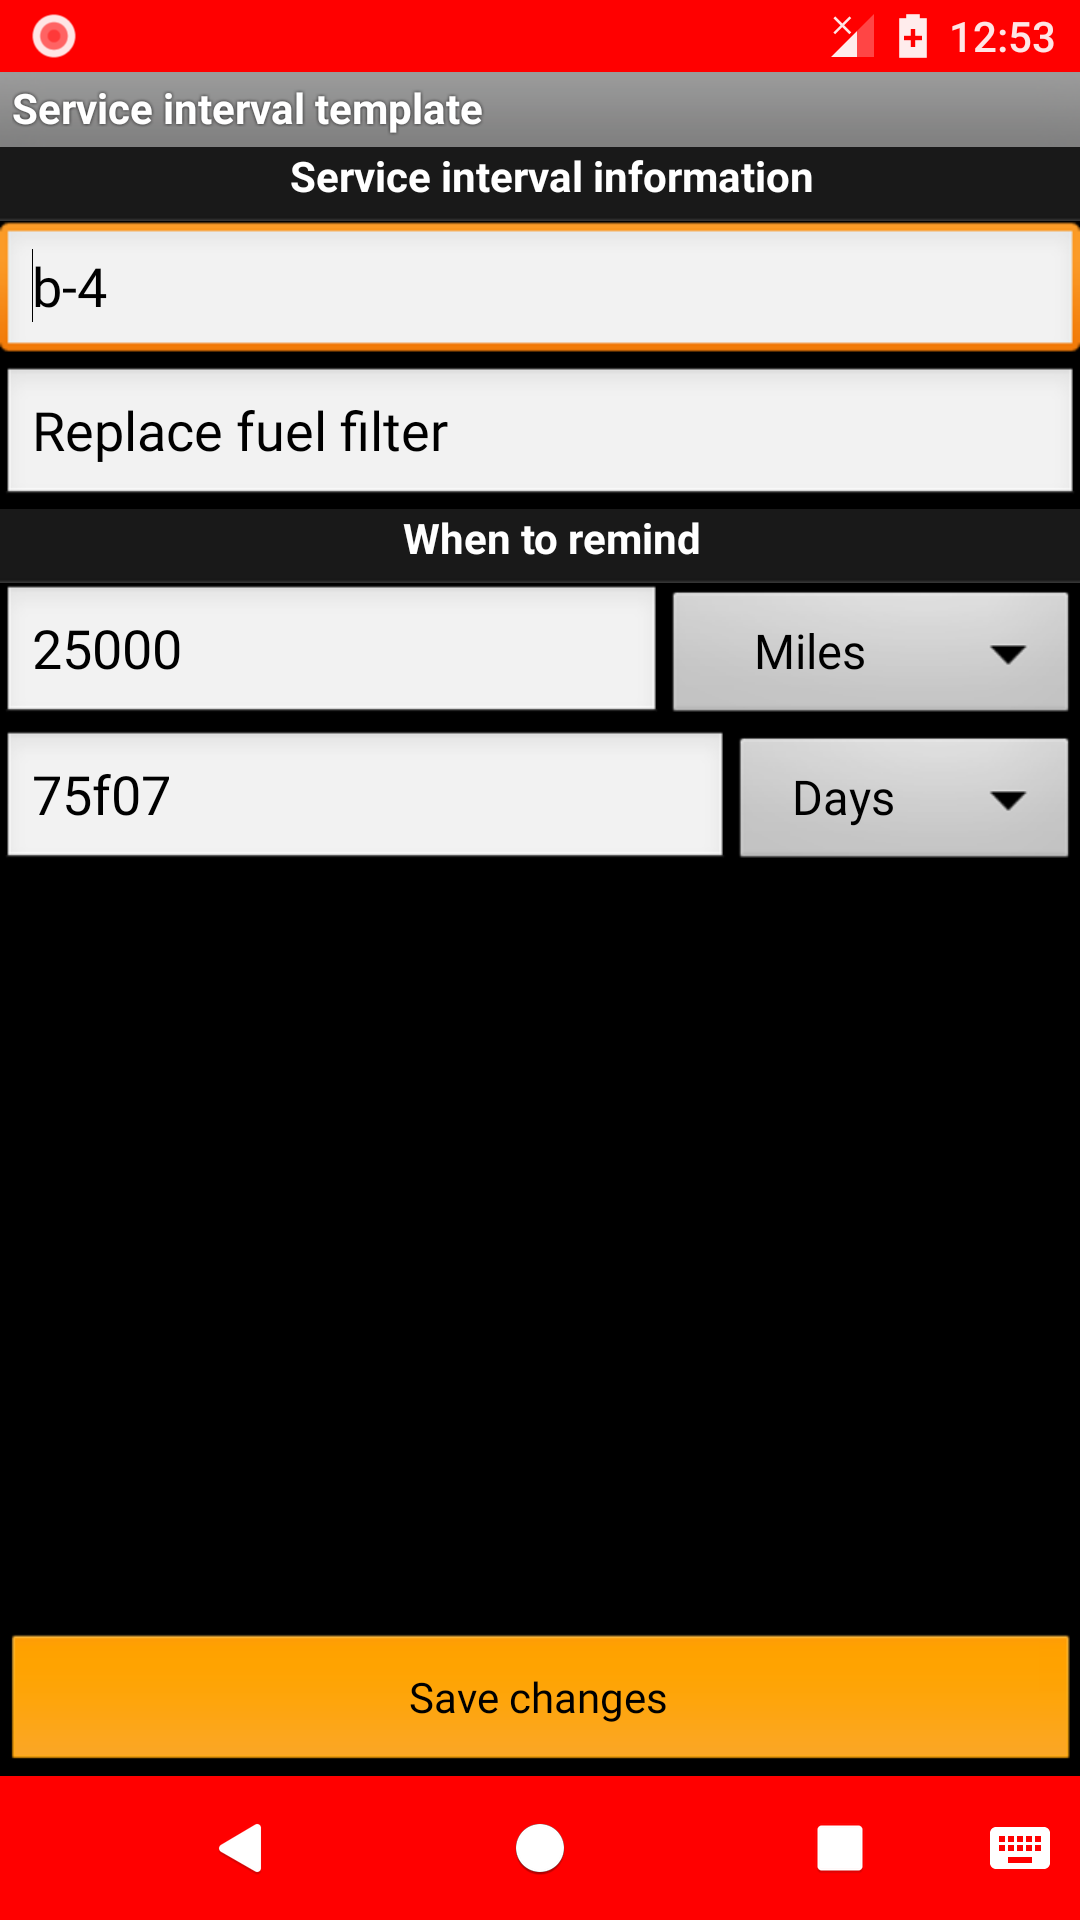 12:53
Service interval template
Service interval information
b-4
Replace fuel filter
When to remind
25000
Miles
75f07
Days
Save changes